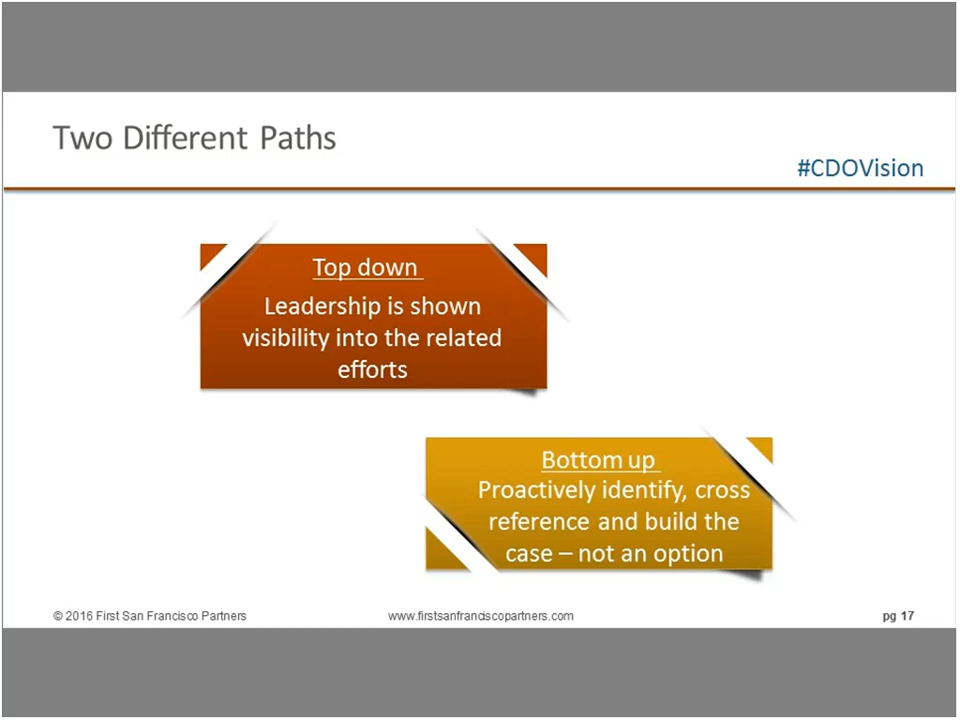 Two Different Paths
#CDOVision
Top down
Leadership is shown
visibility into the related
efforts
Bottom up
Proactively identify, cross
reference and build the
case – not an option
© 2016 First San Francisco Partners
www.firstsanfranciscopartners.com
pg 17